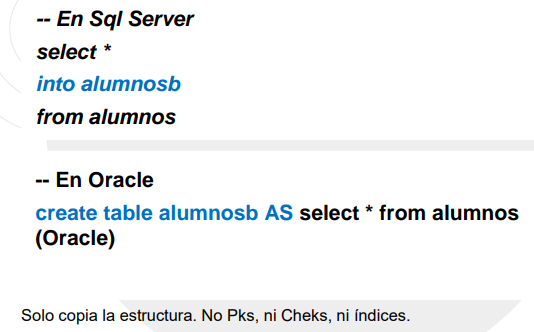 -- En Sql Server
select *
into alumnosb
from alumnos
-- En Oracle
create table alumnosb AS select * from alumnos
(Oracle)
Solo copia la estructura. No Pks, ni Cheks, ni índices.